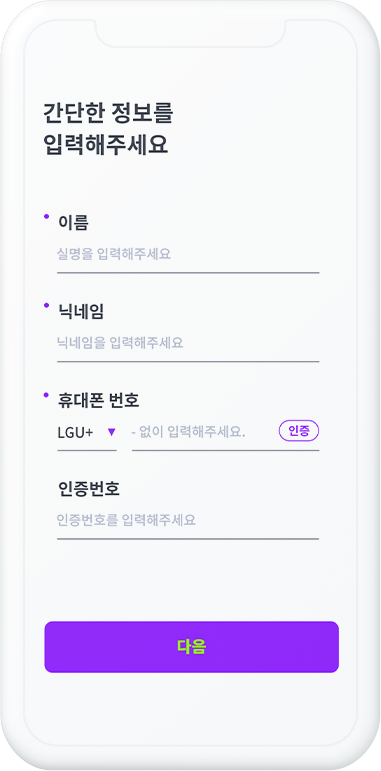 간단한 정보를
입력해주세요
이름
실명을 입력해주세요
닉네임
닉네임을 입력해주세요
휴대폰 번호
LGU+ ▼ - 없이 입력해주세요. 인증
인증번호
인증번호를 입력해주세요
다음